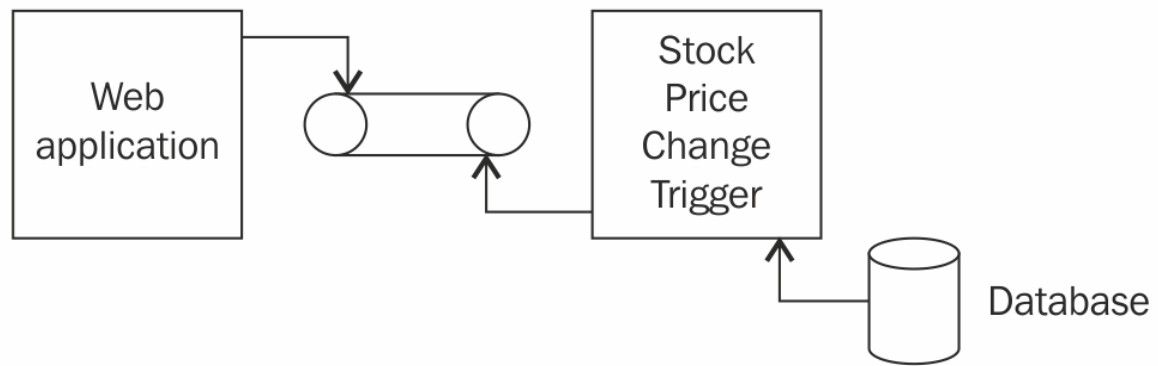 Web
application
Stock
Price
Change
Trigger
Database